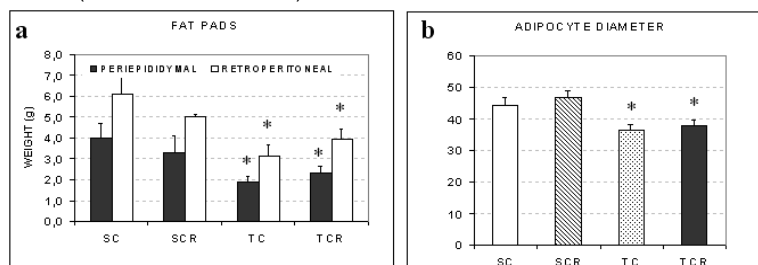 a
FAT PADS
8,0
7,0
6,0
5,0
4,0
3,0
2,0
1,0
0,0
WEIGHT (g)
PERIEPIDIDYMAL RETROPERITONEAL
* * * *
SC SCR TC TCR
b
ADIPOCYTE DIAMETER
60
50
40
30
20
10
0
* *
SC SCR TC TCR